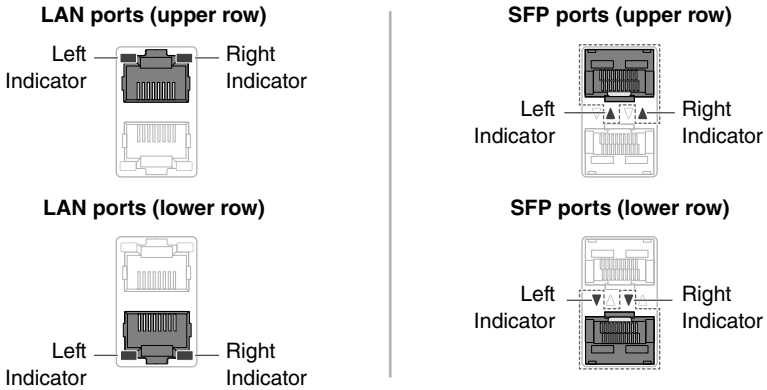 LAN ports (upper row)
Left
Indicator
Right
Indicator
LAN ports (lower row)
Left
Indicator
Right
Indicator
SFP ports (upper row)
Left
Indicator
Right
Indicator
SFP ports (lower row)
Left
Indicator
Right
Indicator